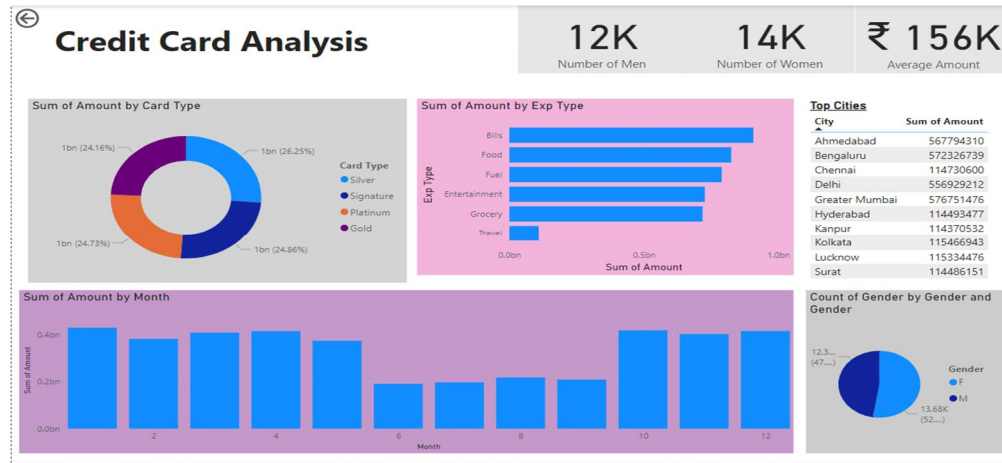 Credit Card Analysis
12K
Number of Men
14K
Number of Women
₹ 156K
Average Amount
Sum of Amount by Card Type
1bn (24.16%)
1bn (26.25%)
1bn (24.73%)
1bn (24.86%)
Card Type
Silver
Signature
Platinum
Gold
Sum of Amount by Exp Type
Exp Type
Bills
Food
Fuel
Entertainment
Grocery
Travel
0.0bn 0.5bn 1.0bn
Sum of Amount
Top Cities
City Sum of Amount
Ahmedabad 567794310
Bengaluru 572326739
Chennai 114730600
Delhi 556929212
Greater Mumbai 576751476
Hyderabad 114493477
Kanpur 114370532
Kolkata 115466943
Lucknow 115334476
Surat 114486151
Sum of Amount by Month
Sum of Amount
0.4bn
0.2bn
0.0bn
2 4 6 8 10 12
Month
Count of Gender by Gender and
Gender
12.3...
(47....)
13.68K
(52....)
Gender
F
M